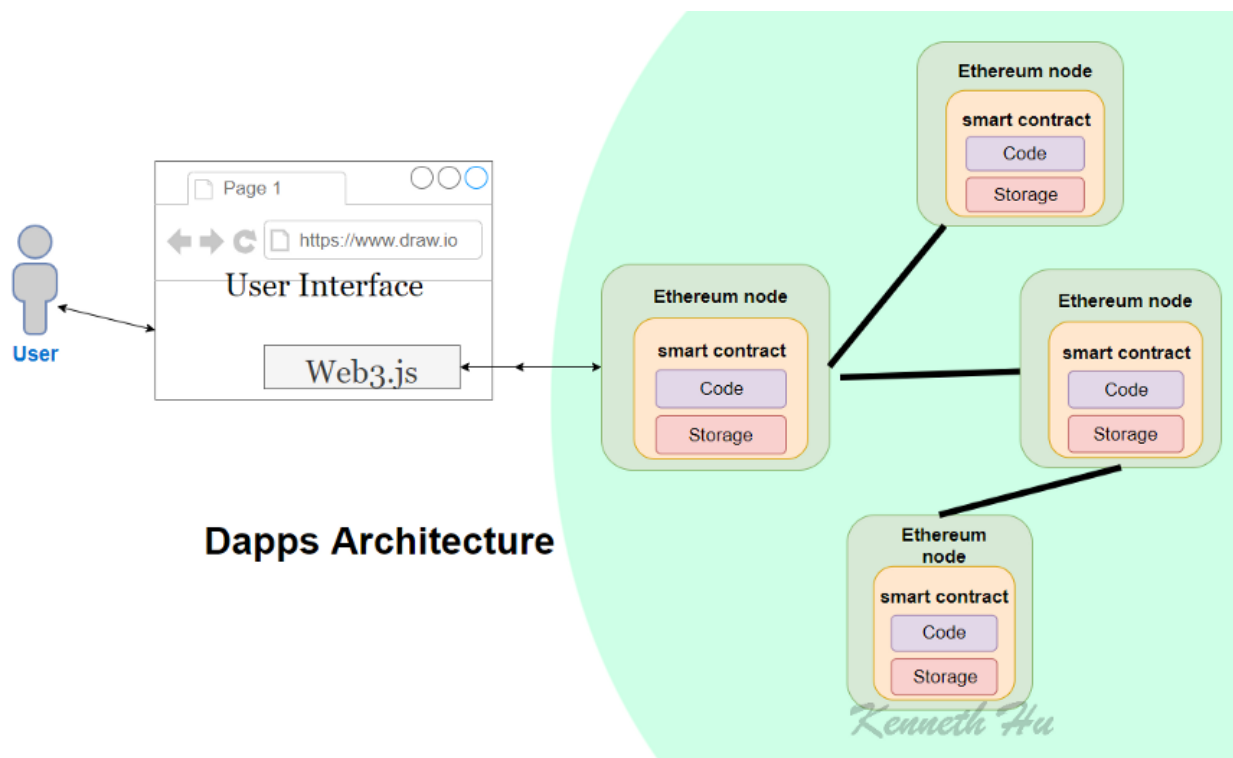 Page 1
https://www.draw.io
User Interface
Web3.js
User
Dapps Architecture
Ethereum node
smart contract
Code
Storage
Ethereum node
smart contract
Code
Storage
Ethereum node
smart contract
Code
Storage
Ethereum
node
smart contract
Code
Storage
Kenneth Hu